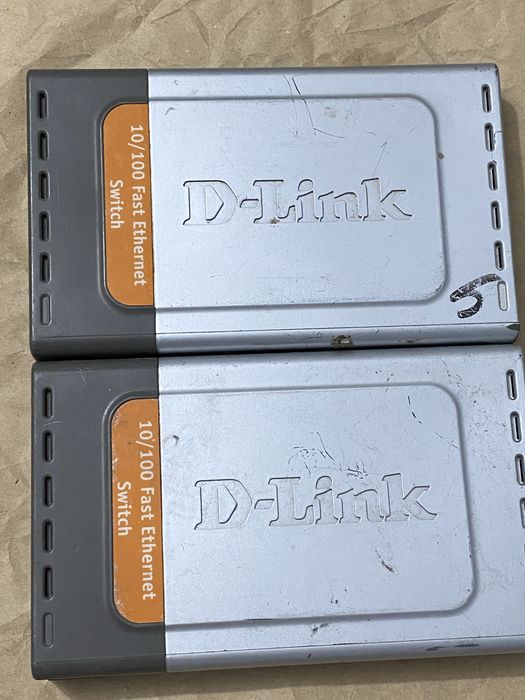 10/100 Fast Ethernet
Switch
D-Link
5
10/100 Fast Ethernet
Switch
D-Link